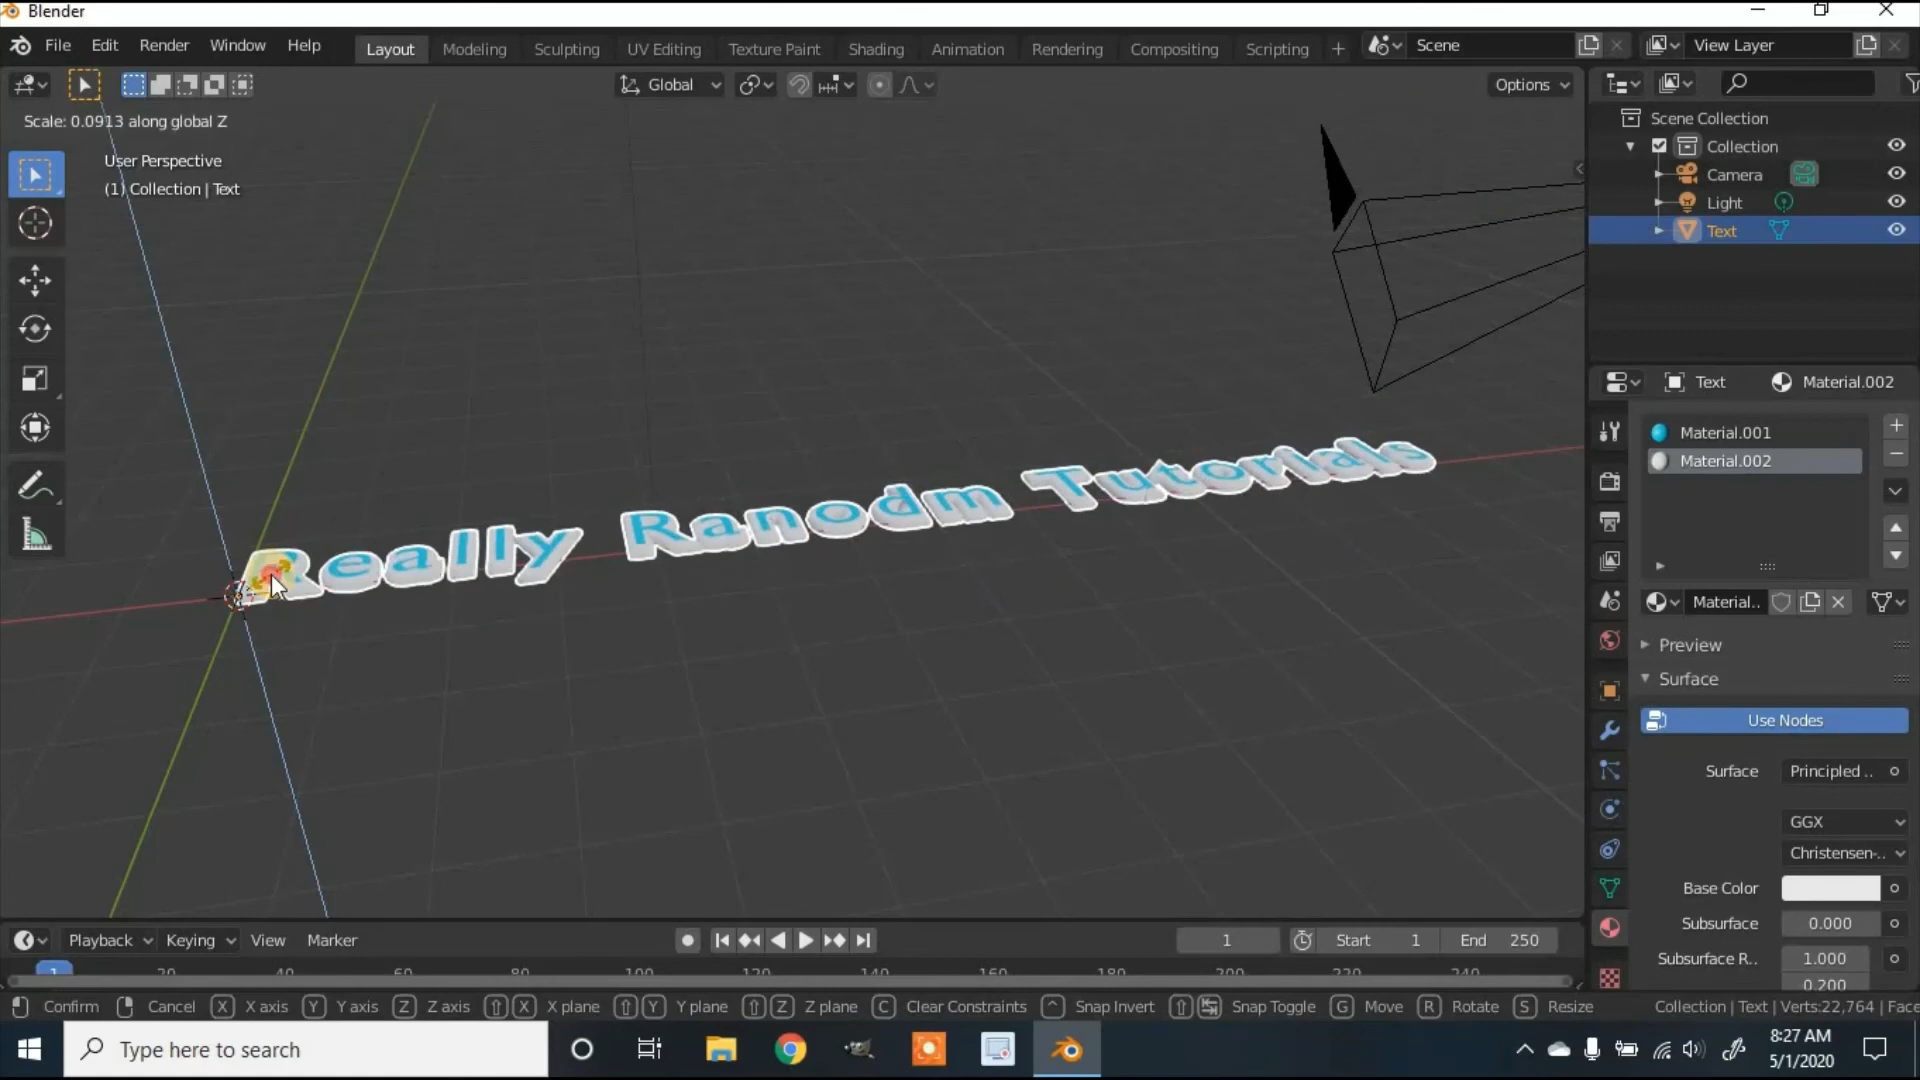 Blender
File Edit Render Window Help Layout Modeling Sculpting UV Editing Texture Paint Shading Animation Rendering Compositing Scripting + Scene View Layer
Global Options
Scale: 0.0913 along global Z
User Perspective
(1) Collection | Text
Scene Collection
Collection
Camera
Light
Text
Really Ranodm Tutorials
Text Material.002
Material.001
Material.002
Material..
Preview
Surface
Use Nodes
Surface Principled ..
GGX
Christensen-..
Base Color
Subsurface 0.000
Subsurface R.. 1.000
0.200
Playback Keying View Marker 1 Start 1 End 250
1 20 40 60 80 100 120 140 160 180 200 220 240
Confirm Cancel X X axis Y Y axis Z Z axis X X plane Y Y plane Z Z plane C Clear Constraints Snap Invert Snap Toggle G Move R Rotate S Resize Collection | Text | Verts:22,764 | Face
Type here to search
8:27 AM
5/1/2020